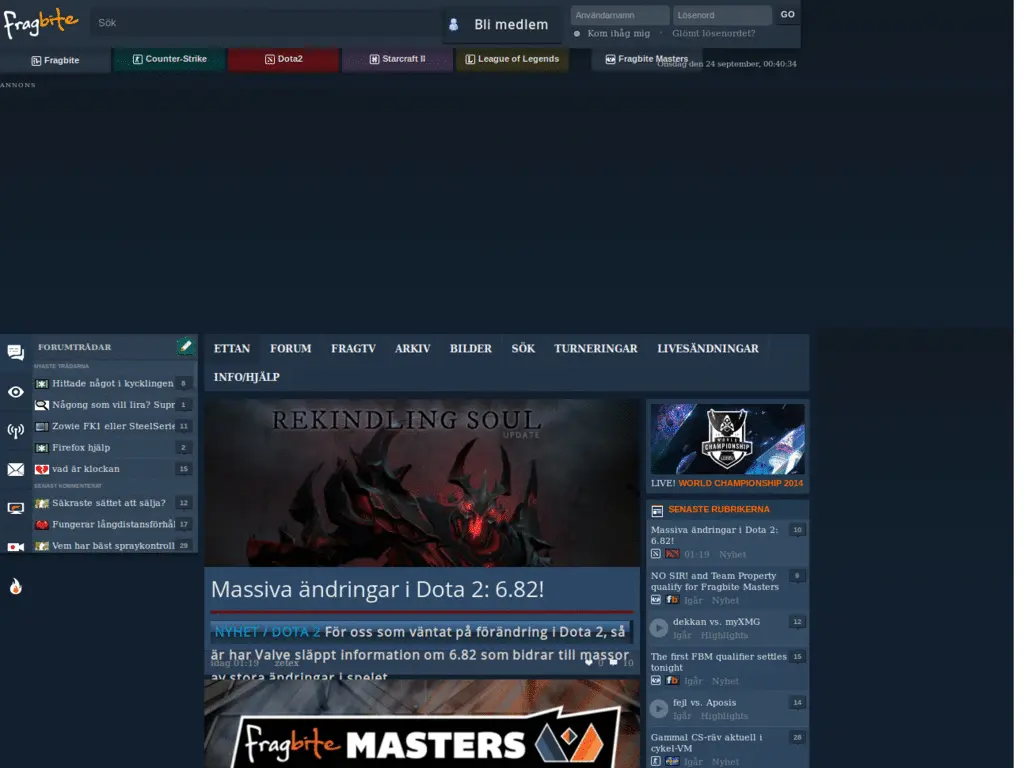 fragbite
Sök
Bli medlem
Användarnamn
Lösenord
GO
Kom ihåg mig
Glömt lösenordet?
Fragbite
Counter-Strike
Dota2
Starcraft II
League of Legends
Fragbite Masters
Onsdag den 24 september, 00:40:34
ANNONS
FORUMTRÅDAR
NYASTE TRÅDARNA
Hittade något i kycklingen 8
Någong som vill lira? Supr 1
Zowie FK1 eller SteelSerie 11
Firefox hjälp 2
vad är klockan 15
SENAST KOMMENTERAT
Säkraste sättet att sälja? 12
Fungerar långdistansförhål 17
Vem har bäst spraykontroll 29
ETTAN FORUM FRAGTV ARKIV BILDER SÖK TURNERINGAR LIVESÄNDNINGAR
INFO/HJÄLP
REKINDLING SOUL
UPDATE
Massiva ändringar i Dota 2: 6.82!
NYHET / DOTA 2 För oss som väntat på förändring i Dota 2, så
är har Valve släppt information om 6.82 som bidrar till massor
av stora ändringar i spelet.
idag 01:19 zetex 0 10
fragbite MASTERS
WORLD
CHAMPIONSHIP
LIVE! WORLD CHAMPIONSHIP 2014
SENASTE RUBRIKERNA
Massiva ändringar i Dota 2: 10
6.82!
01:19 Nyhet
NO SIR! and Team Property 9
qualify for Fragbite Masters
fb Igår Nyhet
dekkan vs. myXMG 12
Igår Highlights
The first FBM qualifier settles 15
tonight
fb Igår Nyhet
fejl vs. Aposis 14
Igår Highlights
Gammal CS-räv aktuell i 28
cykel-VM
Igår Nyhet